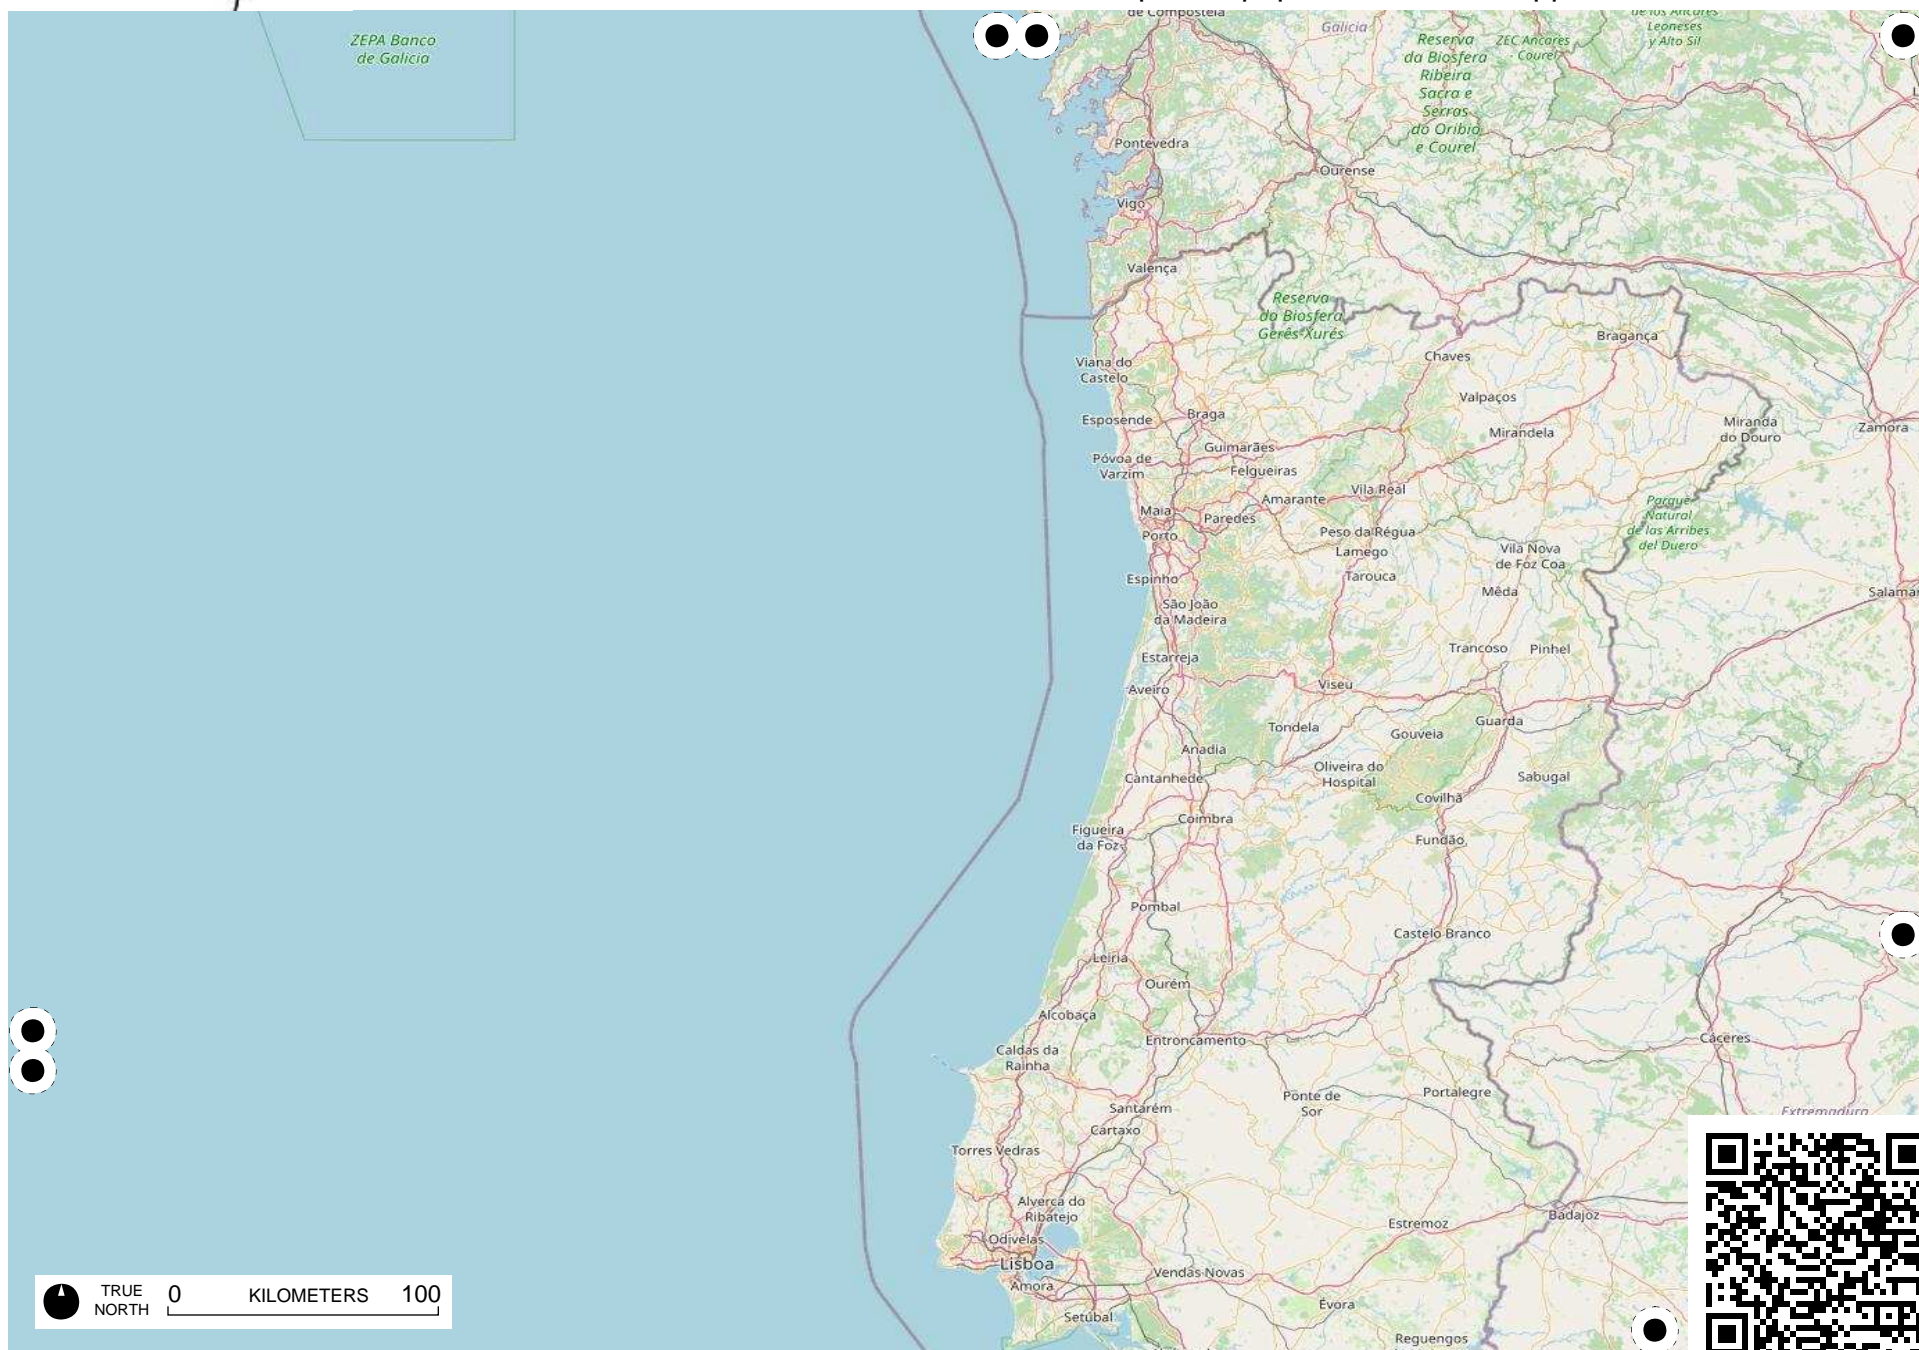 de Compostela
de los Ancares
Leoneses
y Alto Sil
Galicia
ZEPA Banco
de Galicia
Reserva
da Biosfera
Ribeira
Sacra e
Serras
do Oribio
e Courel
ZEC Ancares
- Courel
Pontevedra
Ourense
Vigo
Valença
Reserva
da Biosfera
Gerês-Xurés
Bragança
Chaves
Viana do
Castelo
Valpaços
Esposende
Braga
Miranda
do Douro
Zamora
Mirandela
Guimarães
Póvoa de
Varzim
Felgueiras
Vila Real
Amarante
Parque
Natural
de las Arribes
del Duero
Maia
Paredes
Porto
Peso da Régua
Lamego
Vila Nova
de Foz Coa
Espinho
Tarouca
Mêda
Salamar
São João
da Madeira
Trancoso
Pinhel
Estarreja
Aveiro
Viseu
Guarda
Tondela
Gouveia
Anadia
Oliveira do
Hospital
Cantanhede
Sabugal
Covilhã
Coimbra
Figueira
da Foz
Fundão
Pombal
Castelo Branco
Leiria
Ourém
Alcobaça
Entroncamento
Cáceres
Caldas da
Rainha
Ponte de
Sor
Portalegre
Santarém
Extremadura
Cartaxo
Torres Vedras
Alverca do
Ribatejo
Estremoz
Badajoz
Odivelas
Lisboa
Vendas Novas
Amora
Setúbal
Évora
Reguengos
TRUE
NORTH
0 KILOMETERS 100